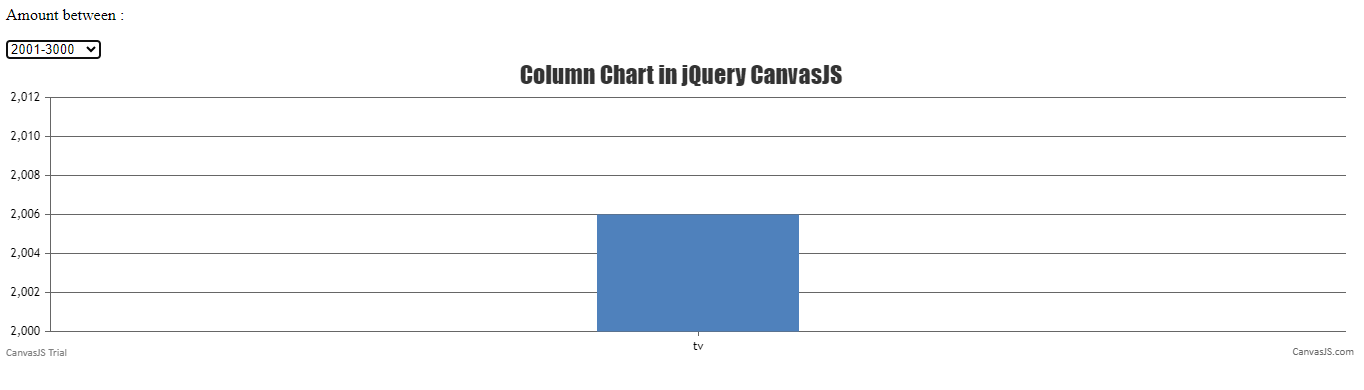 Amount between :
2001-3000
Column Chart in jQuery CanvasJS
2,012
2,010
2,008
2,006
2,004
2,002
2,000
tv
CanvasJS Trial
CanvasJS.com